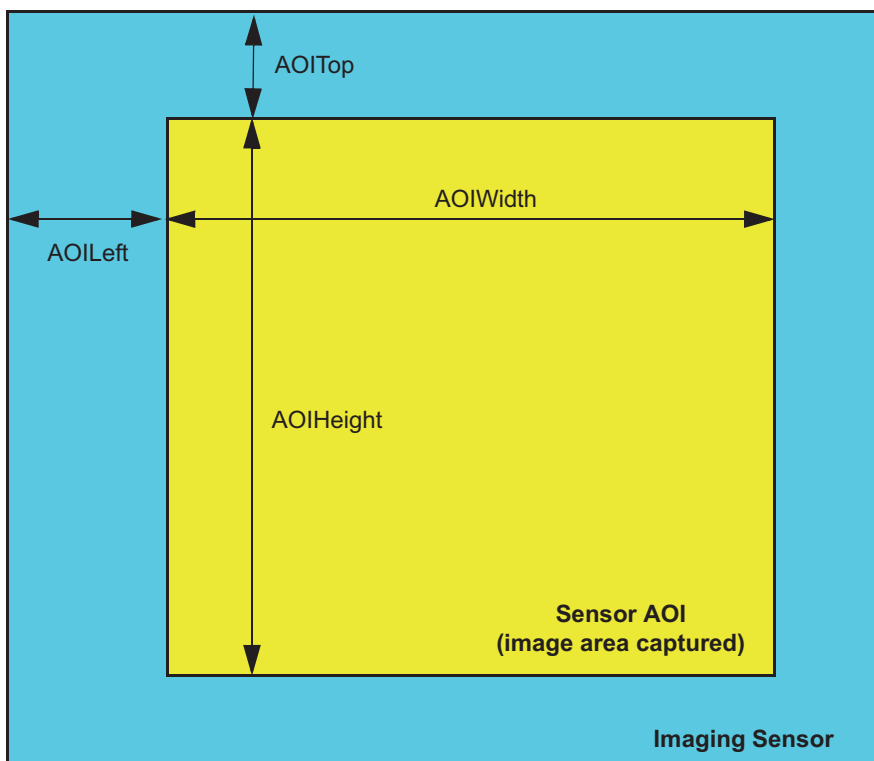 AOITop
AOIWidth
AOILeft
AOIHeight
Sensor AOI
(image area captured)
Imaging Sensor